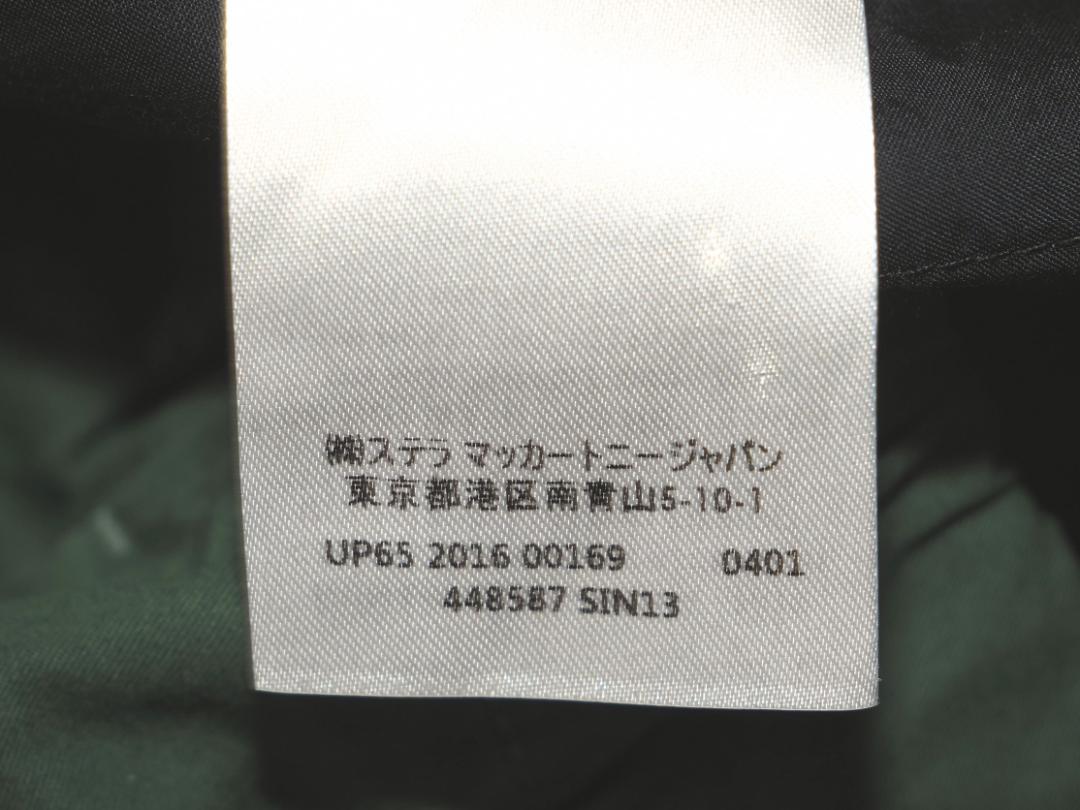 ㈱ステラ マッカートニージャパン
東京都港区南青山5-10-1
UP65 2016 00169 0401
448587 SIN13